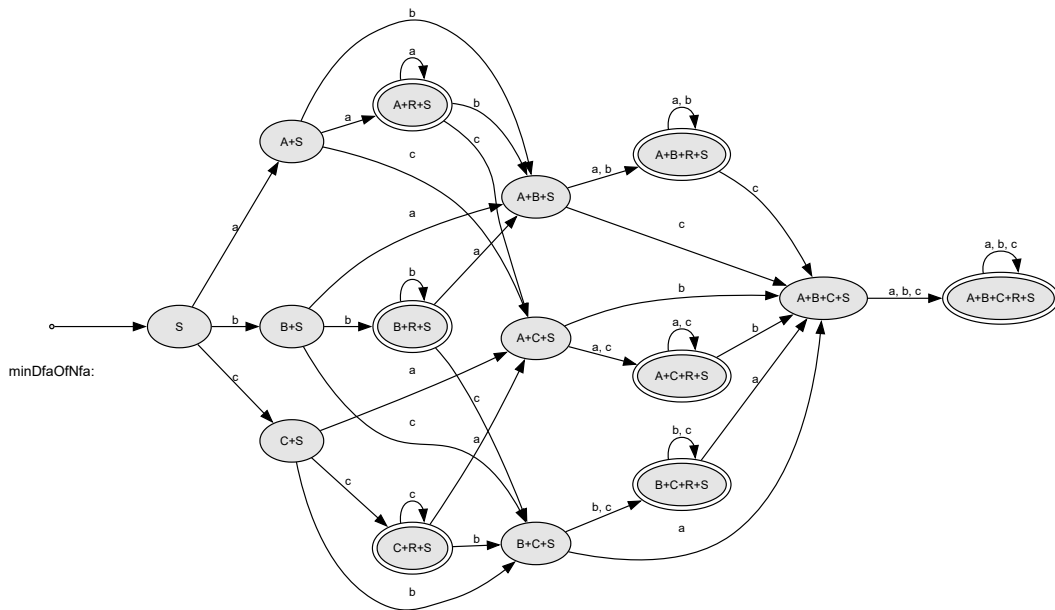 b
a
A+R+S
b
a, b
A+S
a
c
A+B+R+S
c
a, b
c
A+B+S
a
a
c
a, b, c
b
a
A+B+C+S
a, b, c
A+B+C+R+S
S
b
B+S
b
B+R+S
b
A+C+S
a, c
a, c
b
minDfaOfNfa:
c
a
A+C+R+S
a
c
c
b, c
C+S
a
c
c
B+C+R+S
b, c
a
C+R+S
b
B+C+S
b